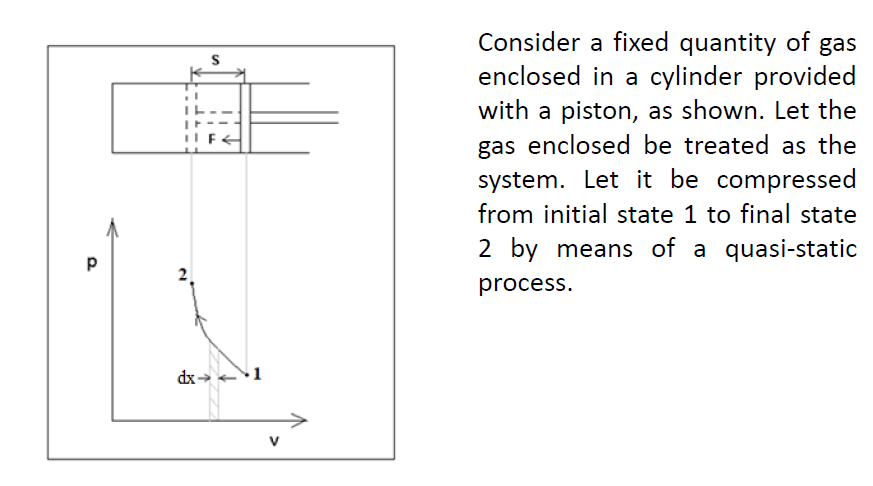 S
F
p
2
dx
1
v
Consider a fixed quantity of gas
enclosed in a cylinder provided
with a piston, as shown. Let the
gas enclosed be treated as the
system. Let it be compressed
from initial state 1 to final state
2 by means of a quasi-static
process.